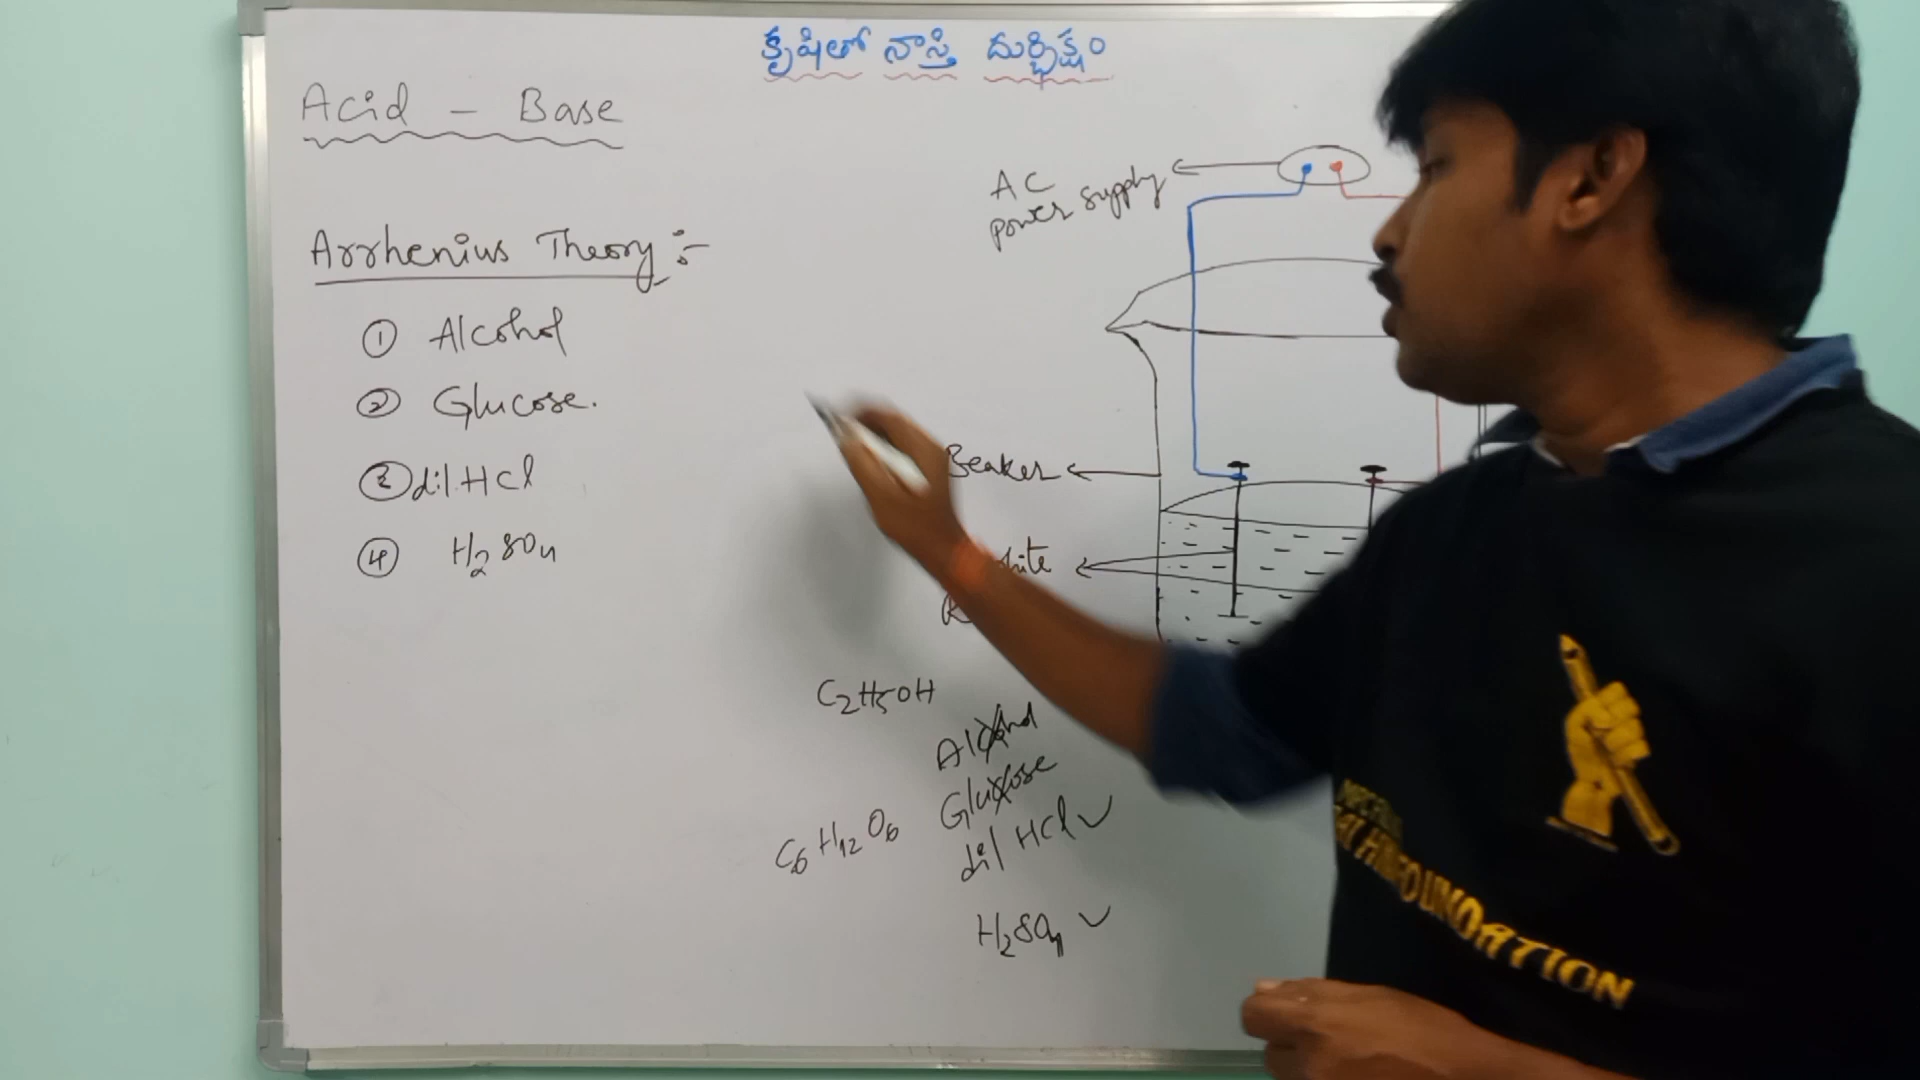 కృషితో నాస్తి దుర్భిక్షం
Acid - Base
Arrhenius Theory :-
① Alcohol
② Glucose.
③ dil.HCl
④ H2SO4
AC
power supply
Beaker
C2H5OH
Alcohol
Glucose
C6H12O6
dil HCl ✓
H2SO4 ✓
FOUNDATION